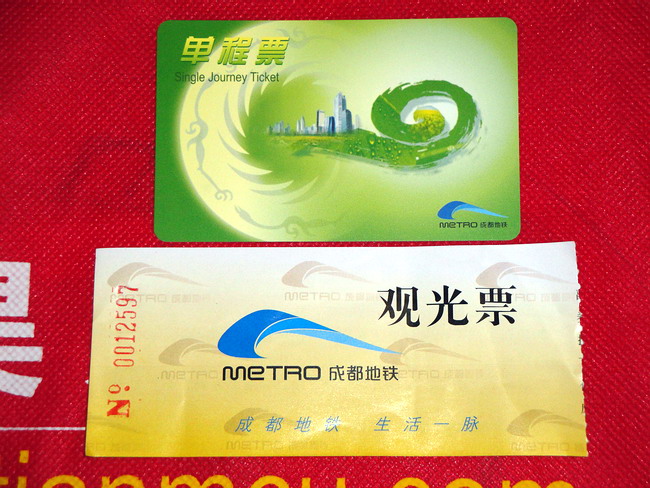 单程票
Single Journey Ticket
METRO 成都地铁
观光票
METRO 成都地铁
成都地铁 生活一脉
№ 0012597